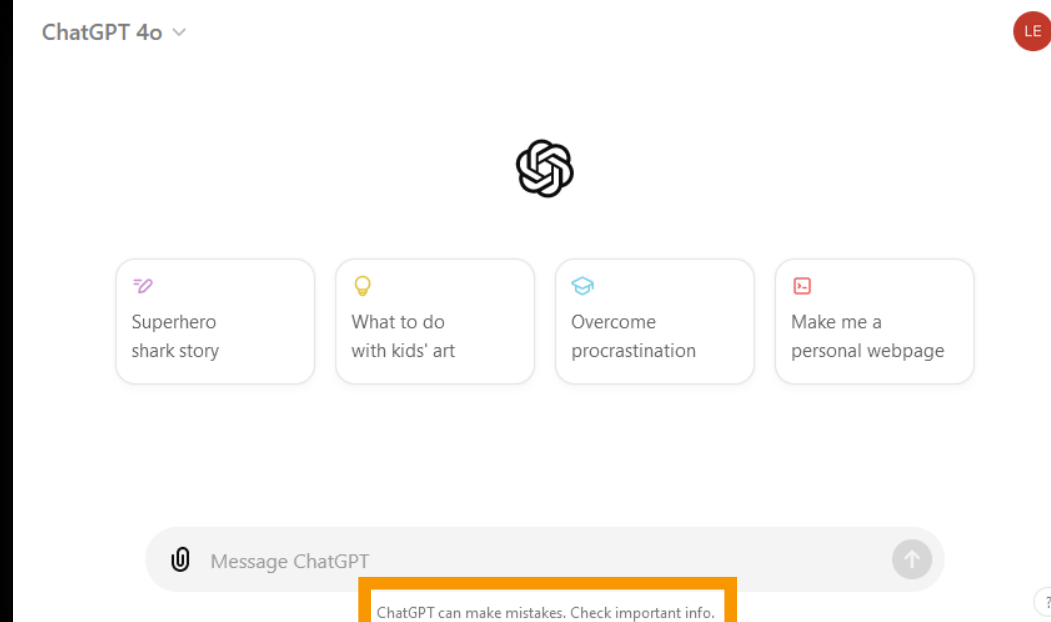 ChatGPT 4o
LE
Superhero
shark story
What to do
with kids' art
Overcome
procrastination
Make me a
personal webpage
Message ChatGPT
ChatGPT can make mistakes. Check important info.
?